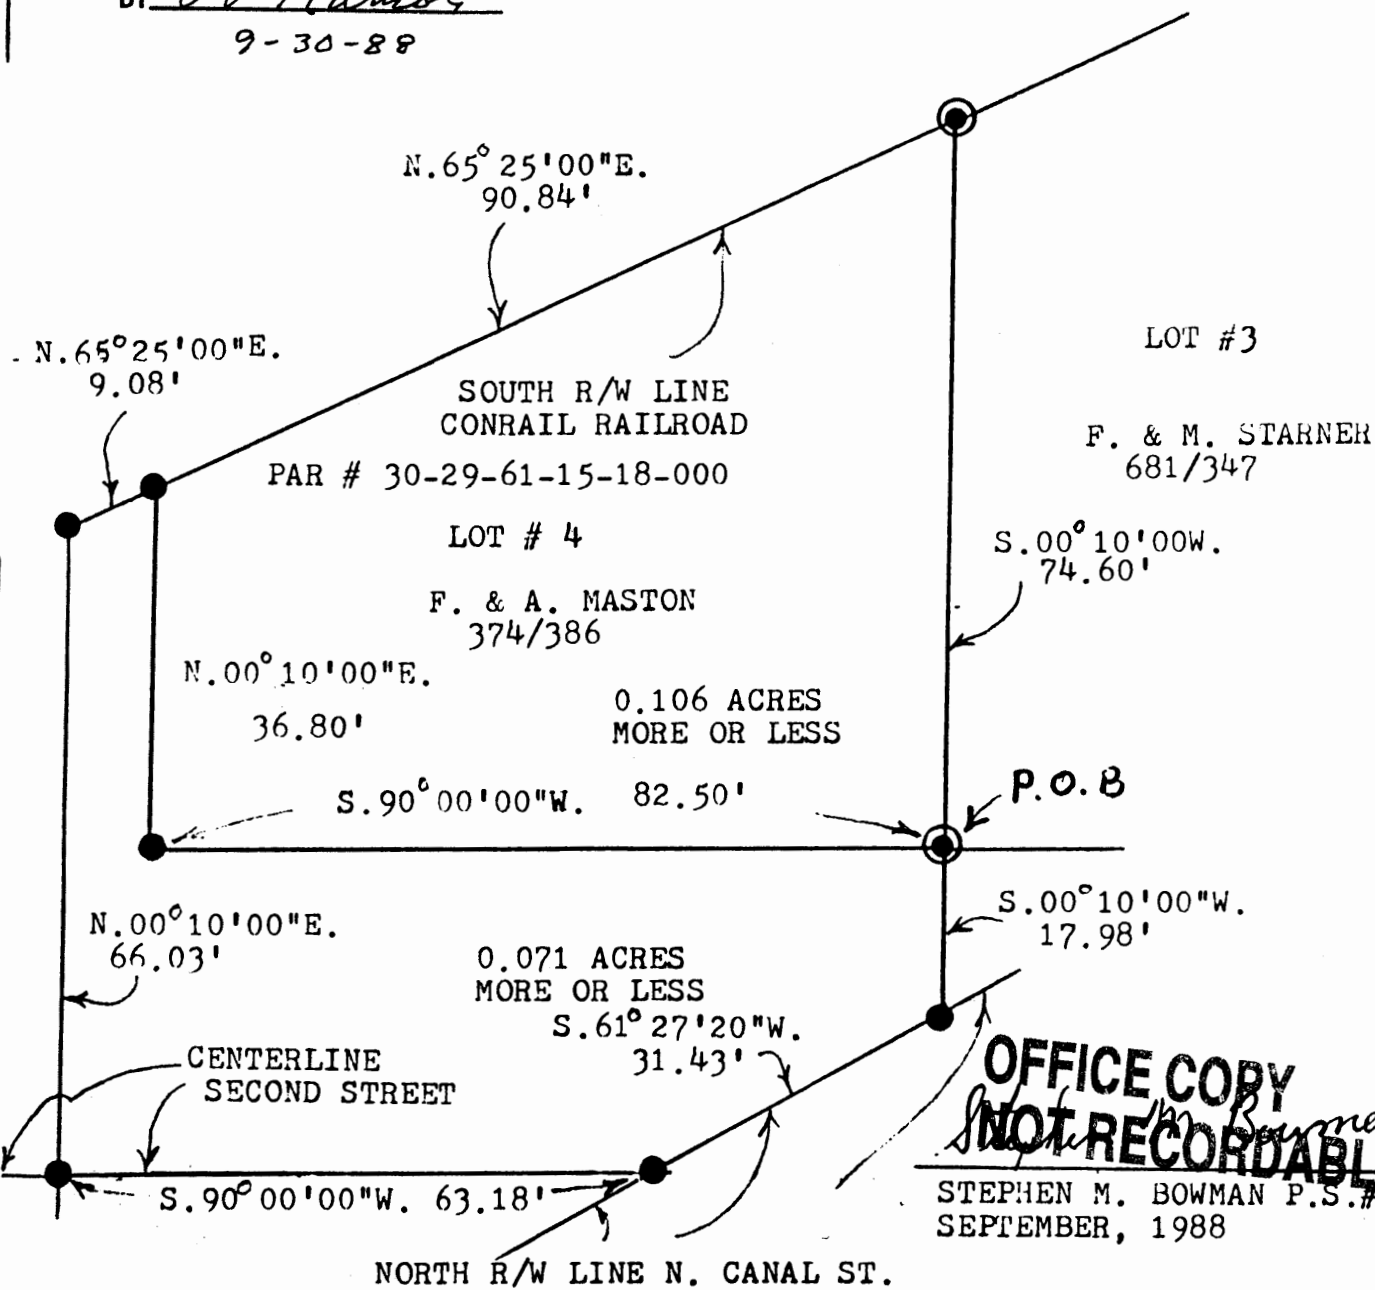 BY
9-30-88
N.65°25'00"E.
90.84'
N.65°25'00"E.
9.08'
LOT #3
SOUTH R/W LINE
CONRAIL RAILROAD
F. & M. STARNER
681/347
PAR # 30-29-61-15-18-000
LOT # 4
S.00°10'00W.
74.60'
F. & A. MASTON
374/386
N.00°10'00"E.
36.80'
0.106 ACRES
MORE OR LESS
P.O.B
S.90°00'00"W. 82.50'
S.00°10'00"W.
17.98'
N.00°10'00"E.
66.03'
0.071 ACRES
MORE OR LESS
S.61°27'20"W.
31.43'
CENTERLINE
SECOND STREET
OFFICE COPY
NOT RECORDABL
Stephen M Bowma
S.90°00'00"W. 63.18'
STEPHEN M. BOWMAN P.S.#
SEPTEMBER, 1988
NORTH R/W LINE N. CANAL ST.